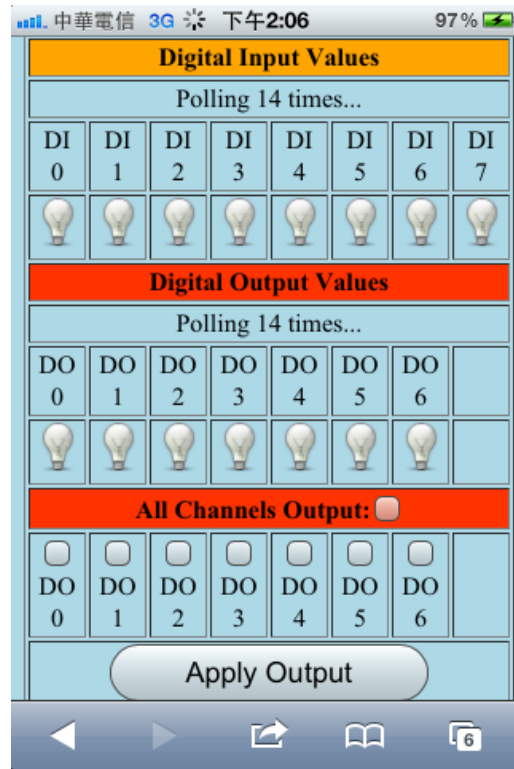 中華電信 3G 下午2:06 97%
Digital Input Values
Polling 14 times...
DI 0 DI 1 DI 2 DI 3 DI 4 DI 5 DI 6 DI 7
Digital Output Values
Polling 14 times...
DO 0 DO 1 DO 2 DO 3 DO 4 DO 5 DO 6
All Channels Output:
DO 0 DO 1 DO 2 DO 3 DO 4 DO 5 DO 6
Apply Output
6